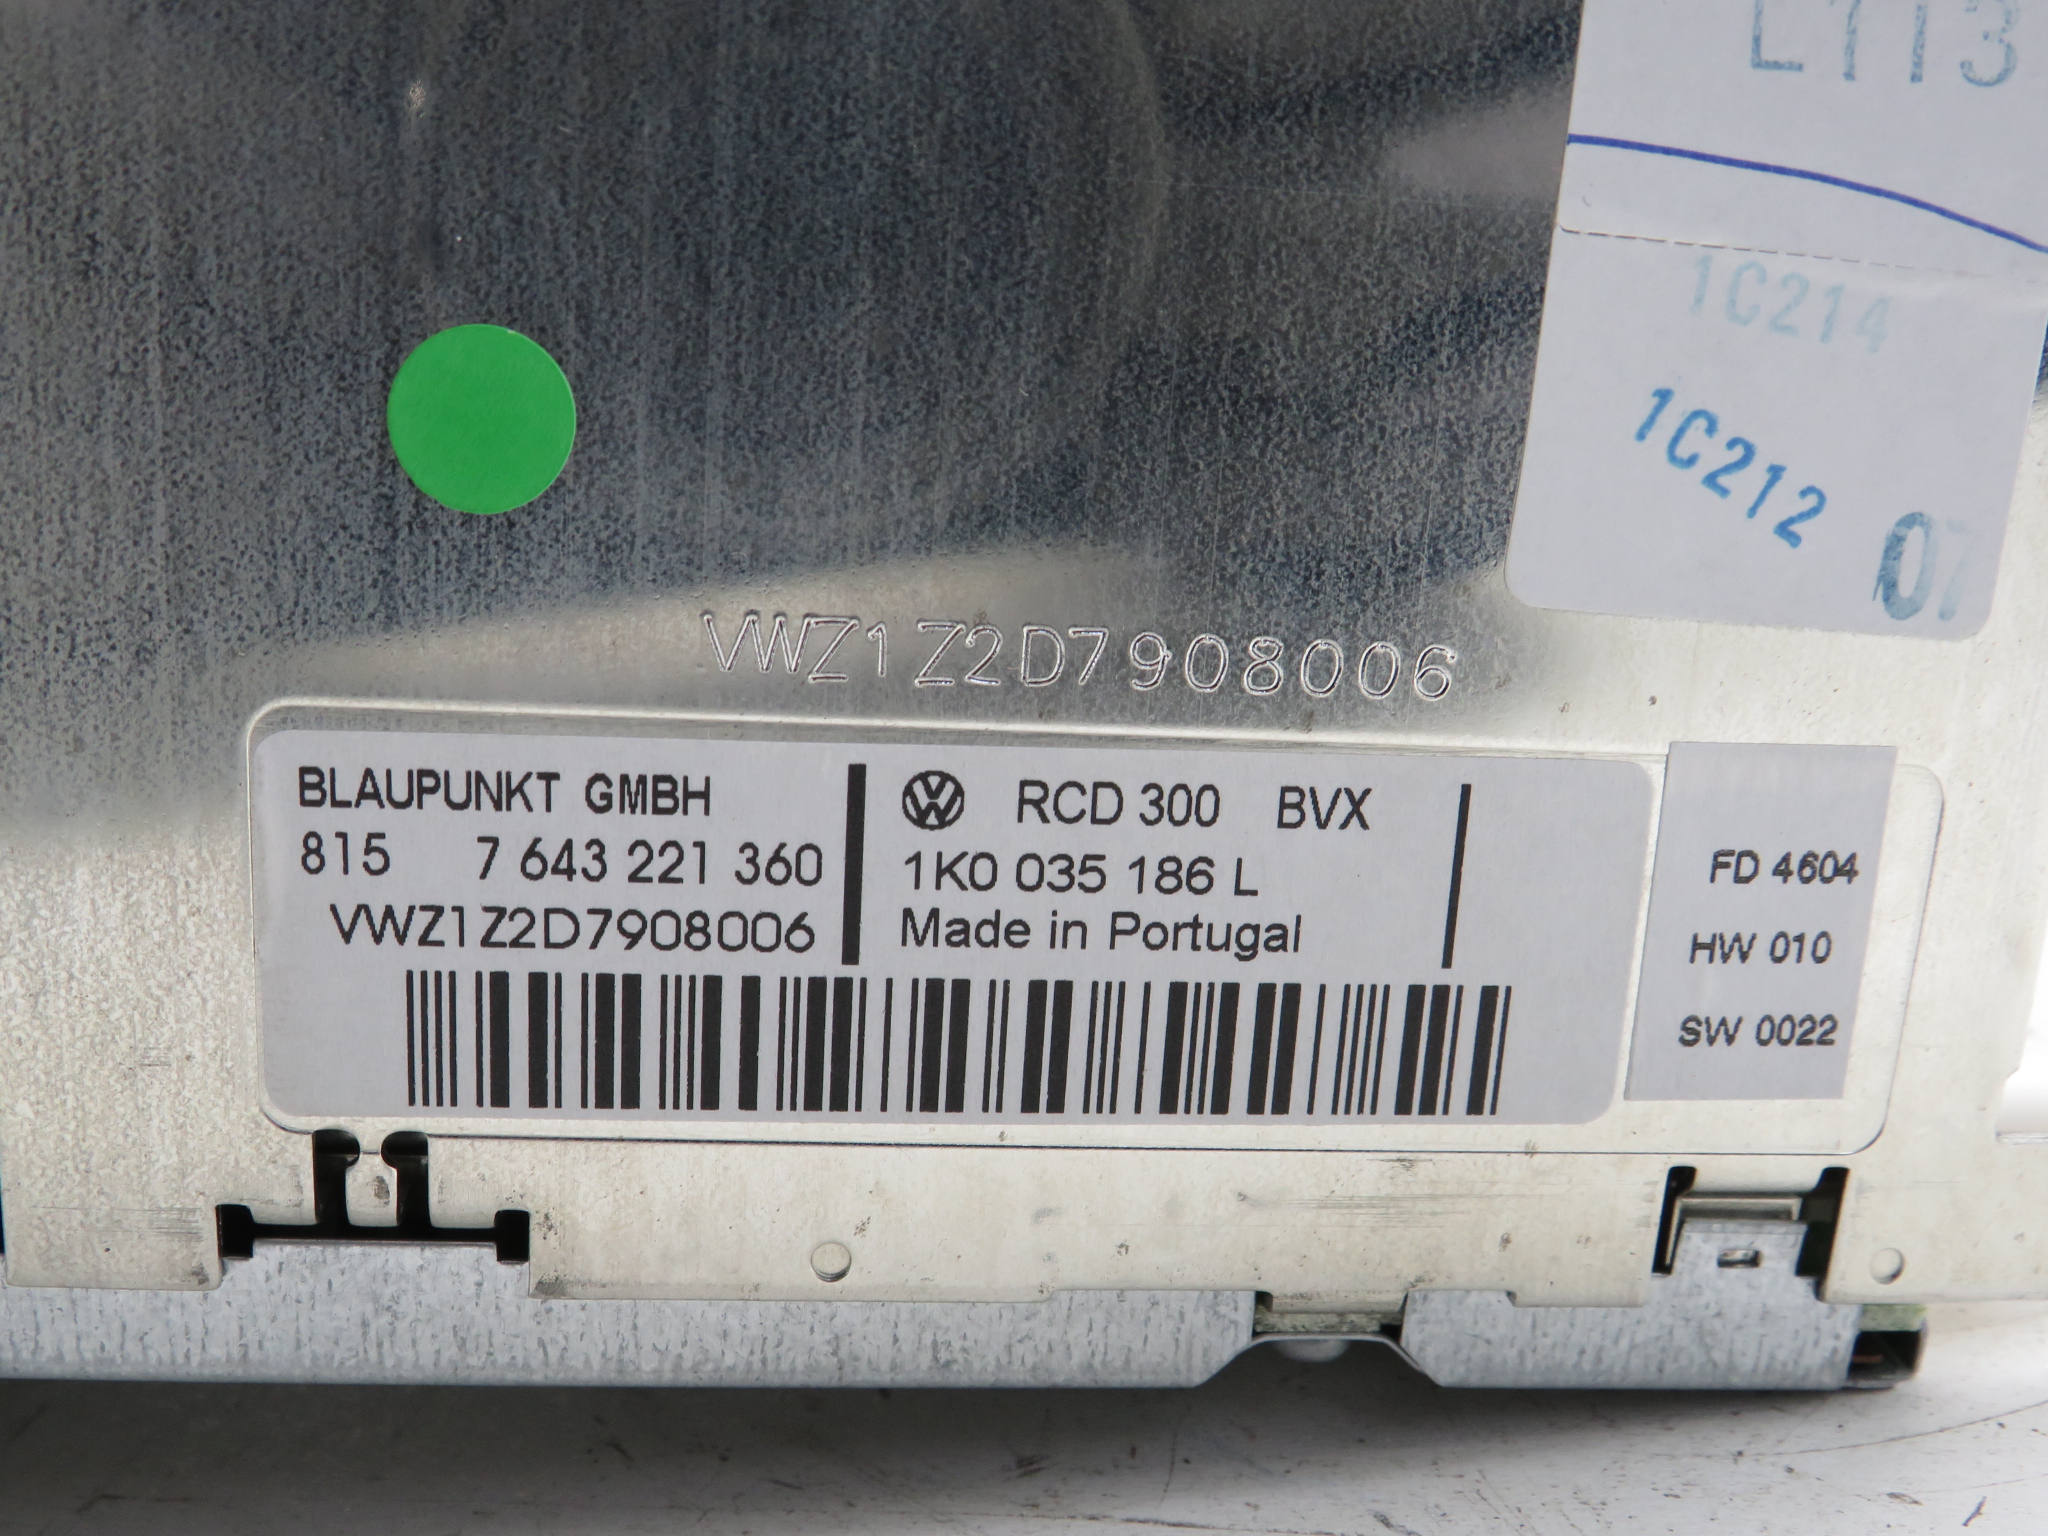 L113
1C214
1C212
07
VWZ1Z2D7908006
BLAUPUNKT GMBH
815 7 643 221 360
VWZ1Z2D7908006
RCD 300 BVX
1K0 035 186 L
Made in Portugal
FD 4604
HW 010
SW 0022